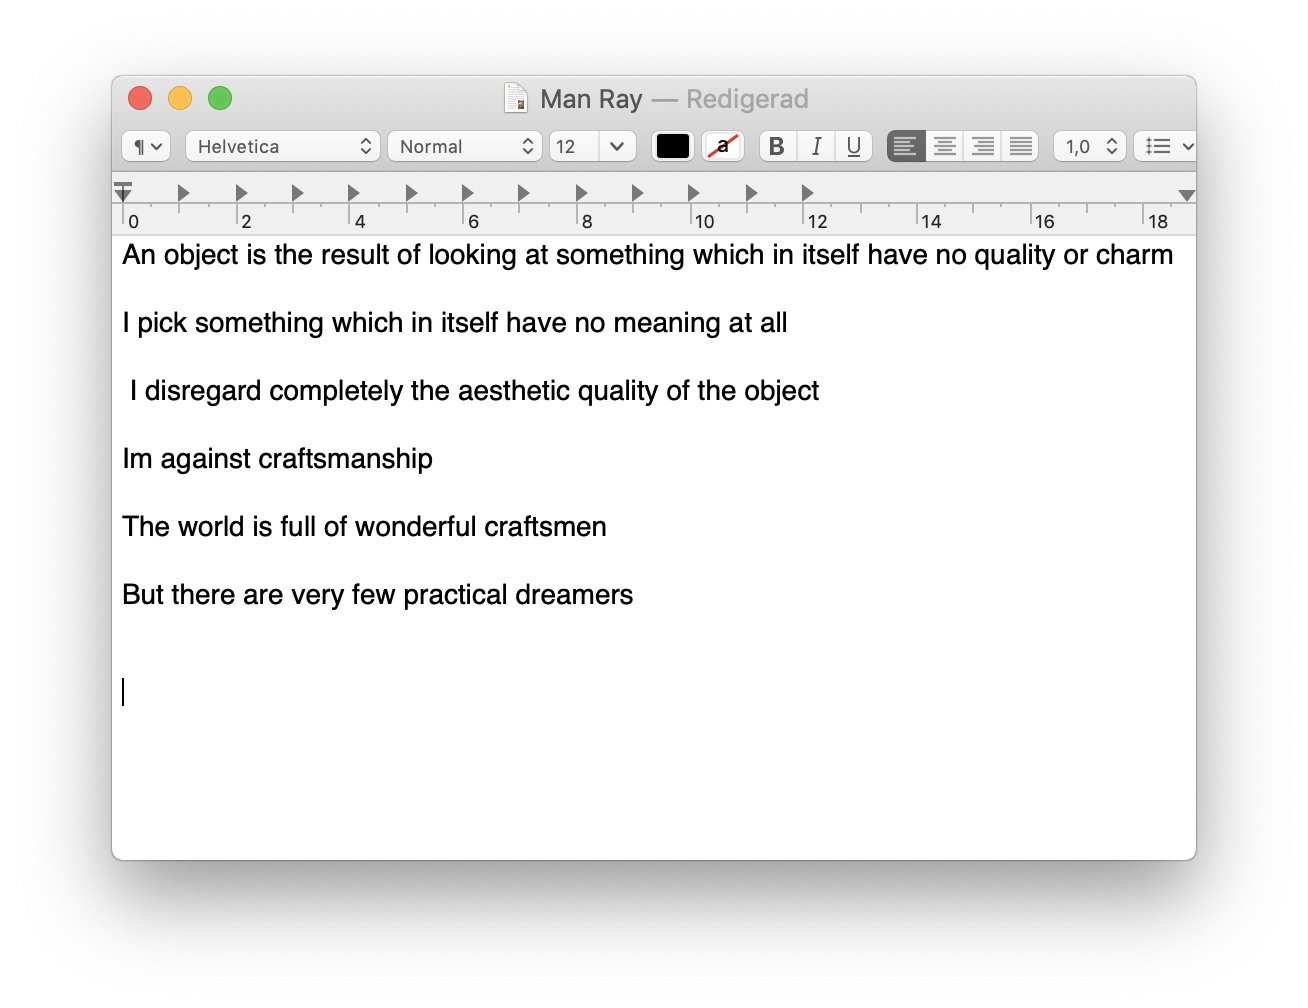 Man Ray — Redigerad
¶ Helvetica Normal 12 a B I U 1,0
0 2 4 6 8 10 12 14 16 18
An object is the result of looking at something which in itself have no quality or charm
I pick something which in itself have no meaning at all
I disregard completely the aesthetic quality of the object
Im against craftsmanship
The world is full of wonderful craftsmen
But there are very few practical dreamers